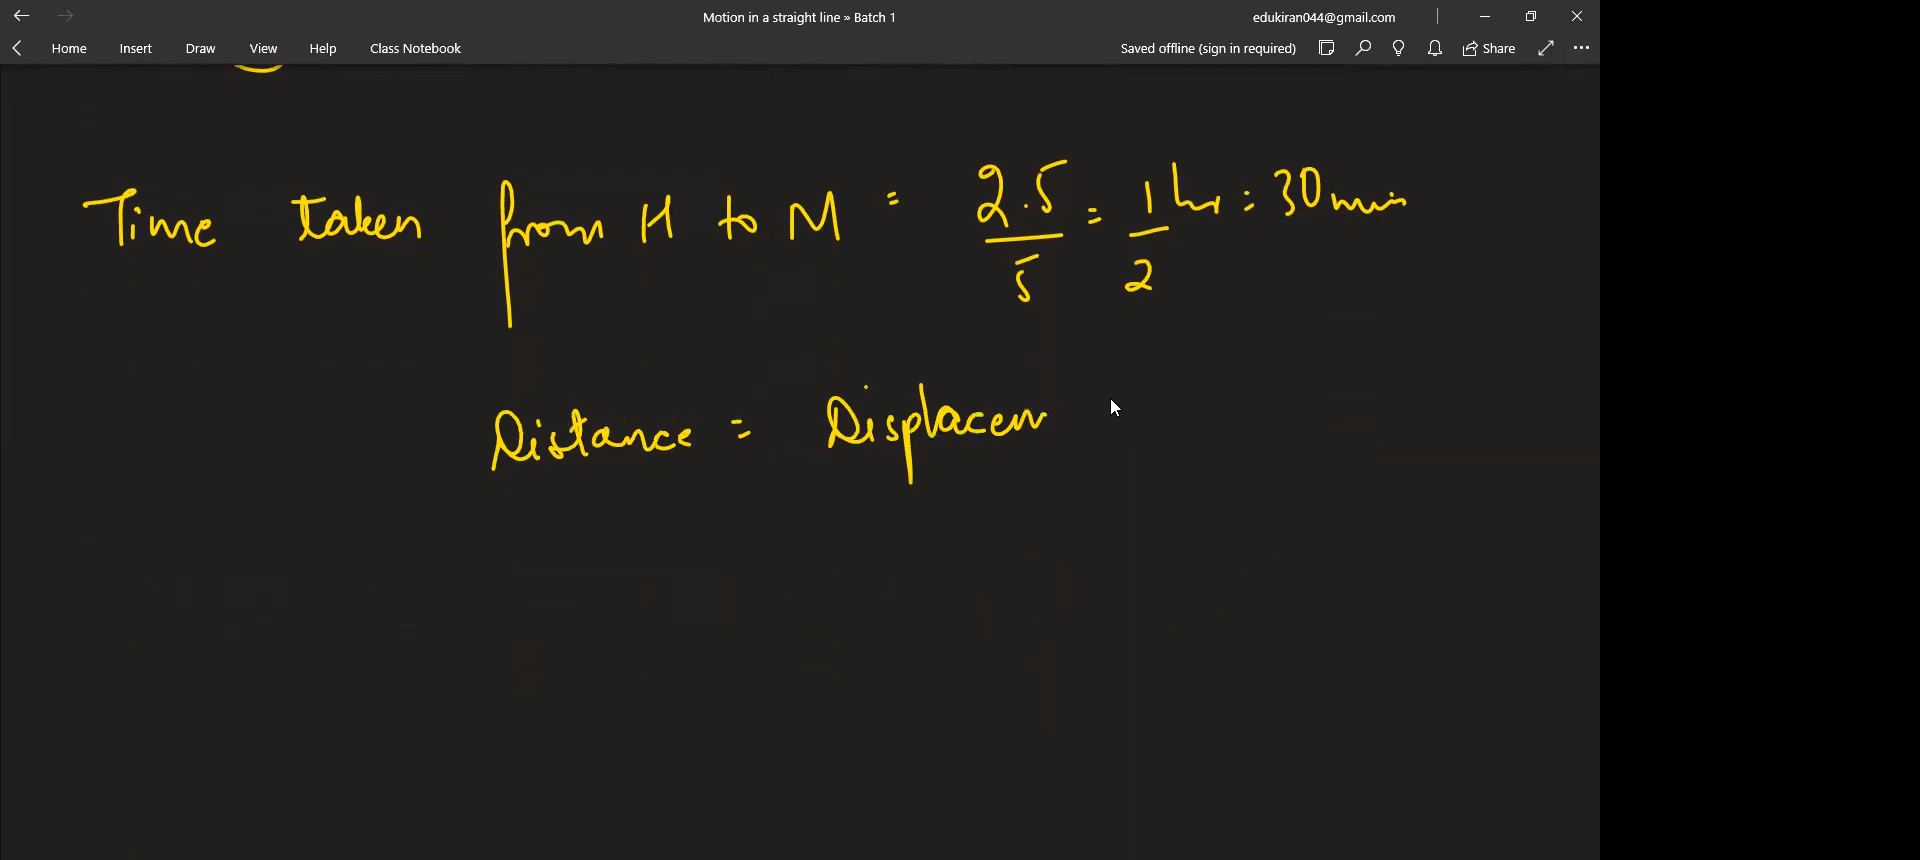 Motion in a straight line » Batch 1
edukiran044@gmail.com
Home Insert Draw View Help Class Notebook Saved offline (sign in required) Share
Time taken from H to M = 2.5/5 = 1/2 hr = 30 min
Distance = Displacem